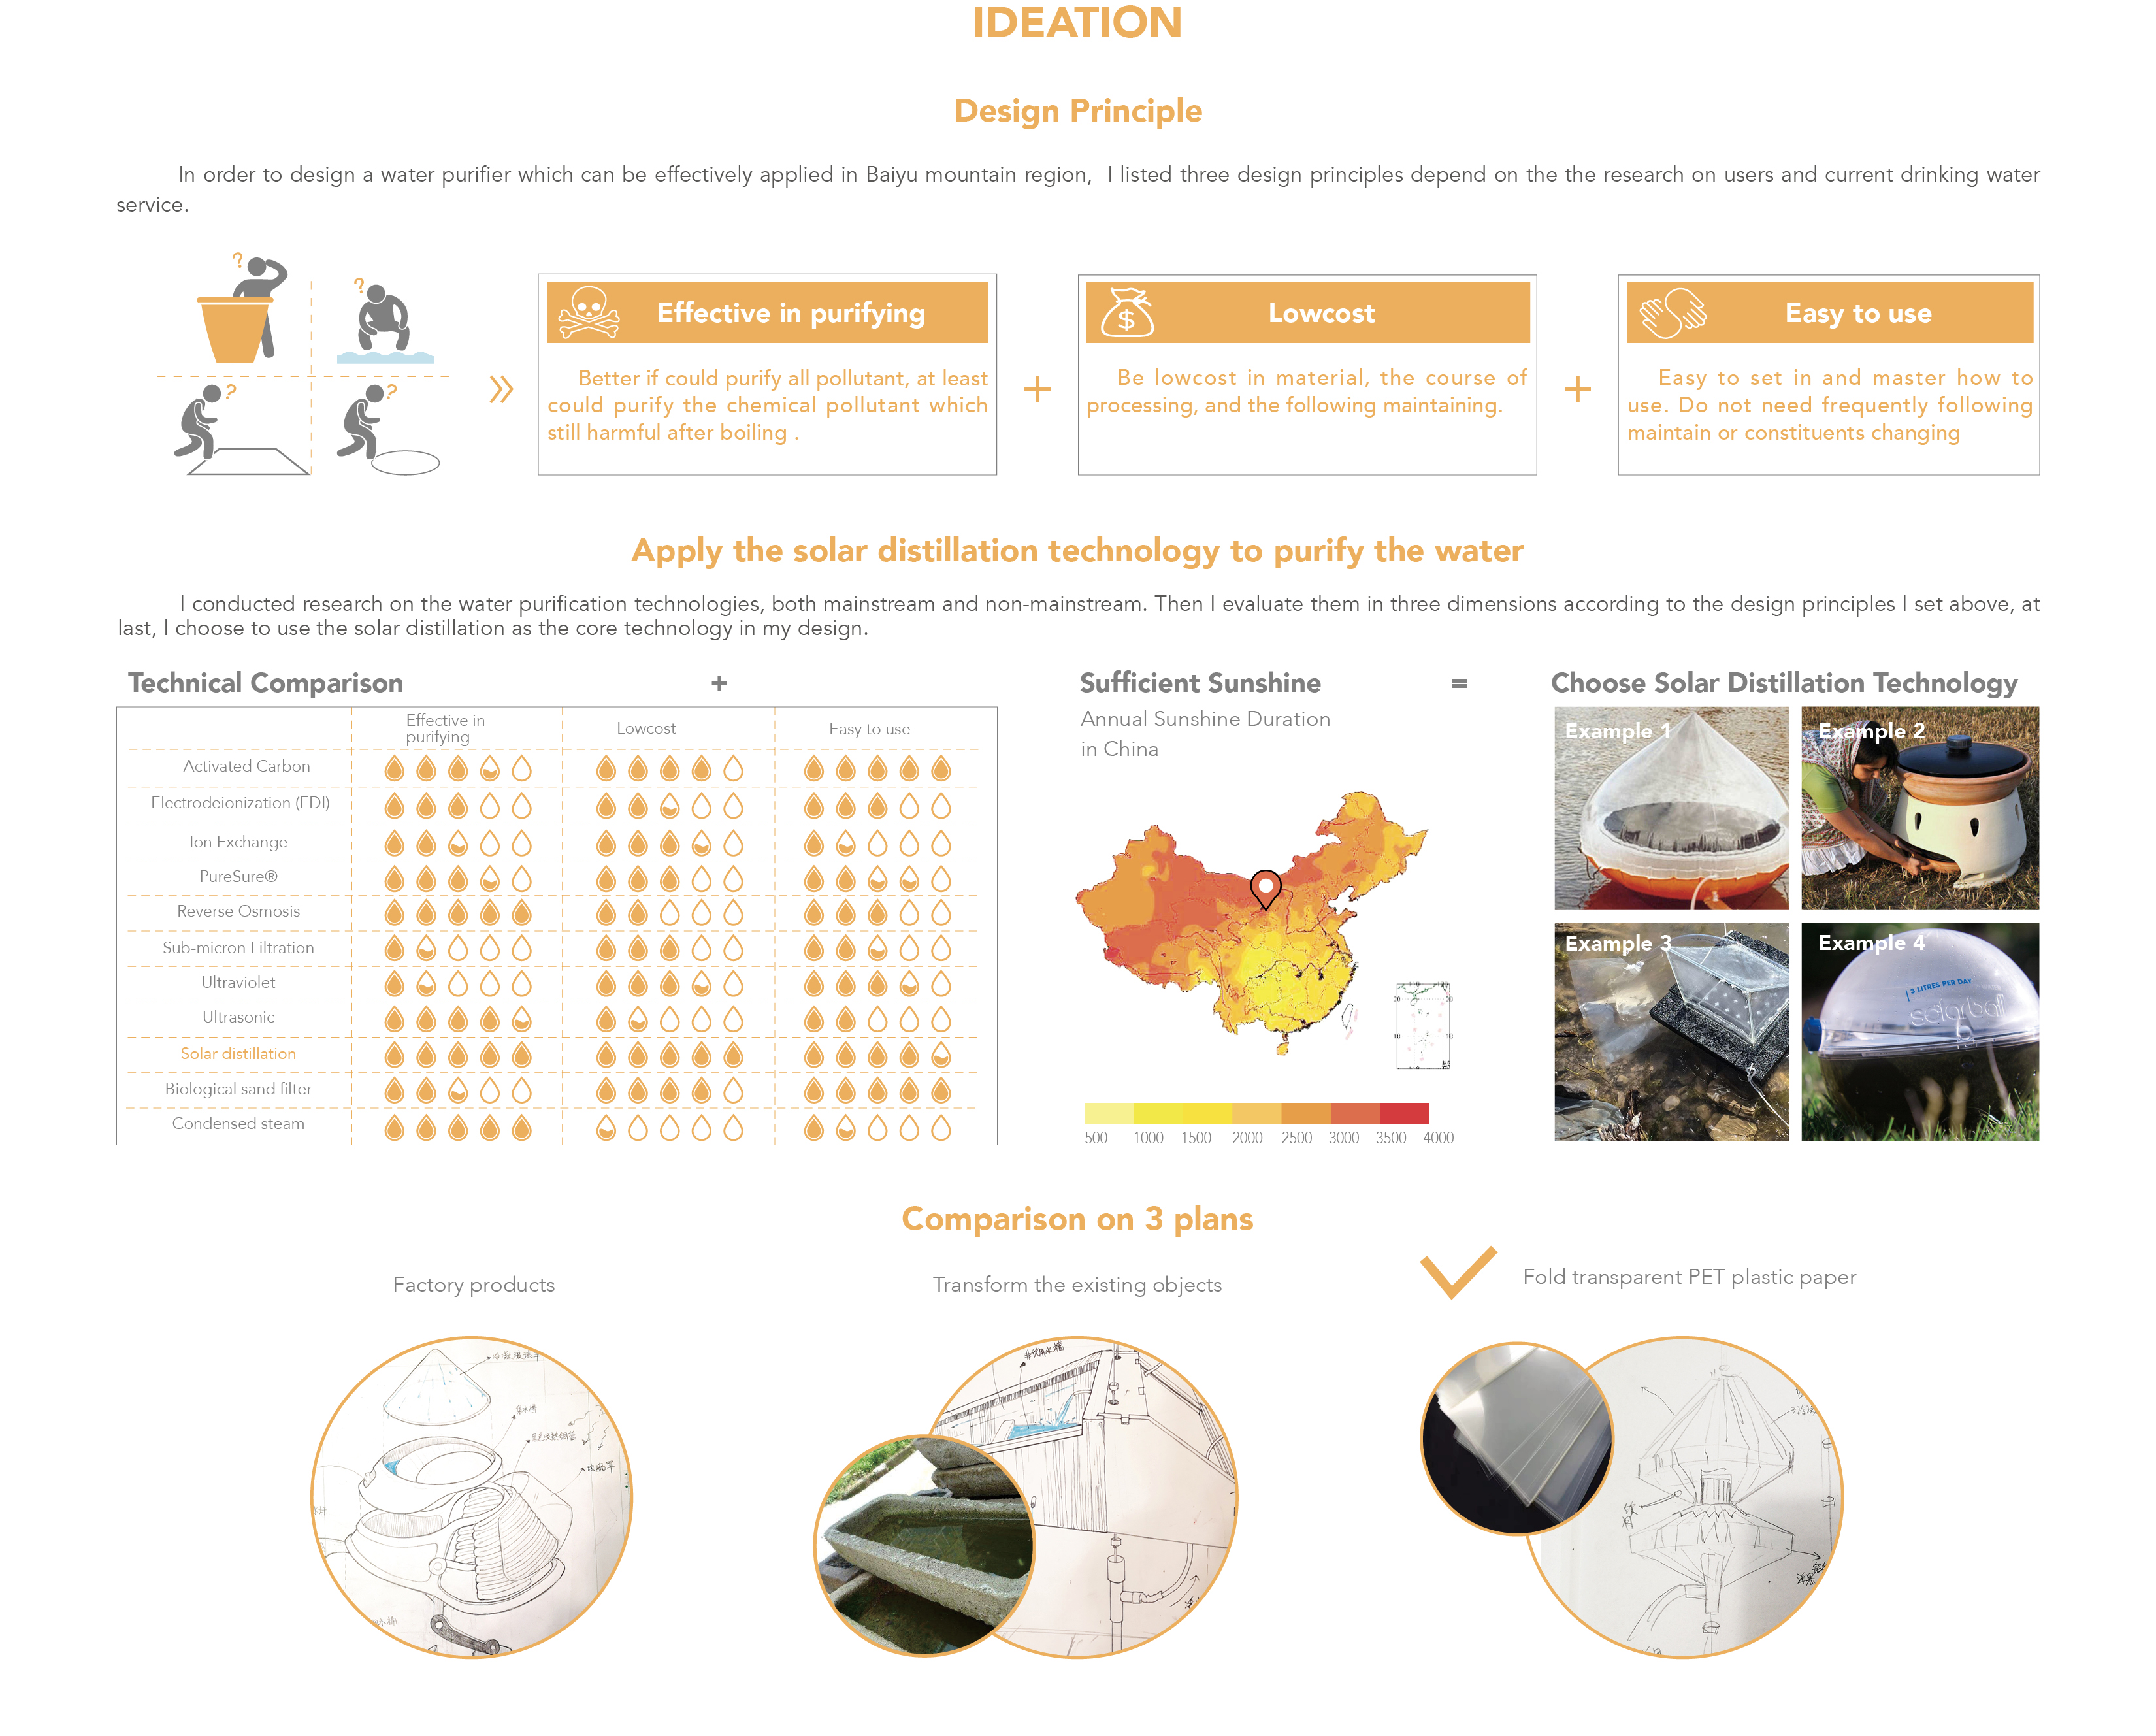 IDEATION
Design Principle
In order to design a water purifier which can be effectively applied in Baiyu mountain region, I listed three design principles depend on the the research on users and current drinking water
service.
?
?
?
?
Effective in purifying
Better if could purify all pollutant, at least
could purify the chemical pollutant which
still harmful after boiling .
+
$
Lowcost
Be lowcost in material, the course of
processing, and the following maintaining.
+
Easy to use
Easy to set in and master how to
use. Do not need frequently following
maintain or constituents changing
Apply the solar distillation technology to purify the water
I conducted research on the water purification technologies, both mainstream and non-mainstream. Then I evaluate them in three dimensions according to the design principles I set above, at
last, I choose to use the solar distillation as the core technology in my design.
Technical Comparison + Sufficient Sunshine = Choose Solar Distillation Technology
Effective in
purifying
Lowcost
Easy to use
Activated Carbon
Electrodeionization (EDI)
Ion Exchange
PureSure®
Reverse Osmosis
Sub-micron Filtration
Ultraviolet
Ultrasonic
Solar distillation
Biological sand filter
Condensed steam
Annual Sunshine Duration
in China
500 1000 1500 2000 2500 3000 3500 4000
Example 1
Example 2
Example 3
Example 4
3 LITRES PER DAY
solarball
Comparison on 3 plans
Factory products
Transform the existing objects
Fold transparent PET plastic paper
集水槽
玻璃罩